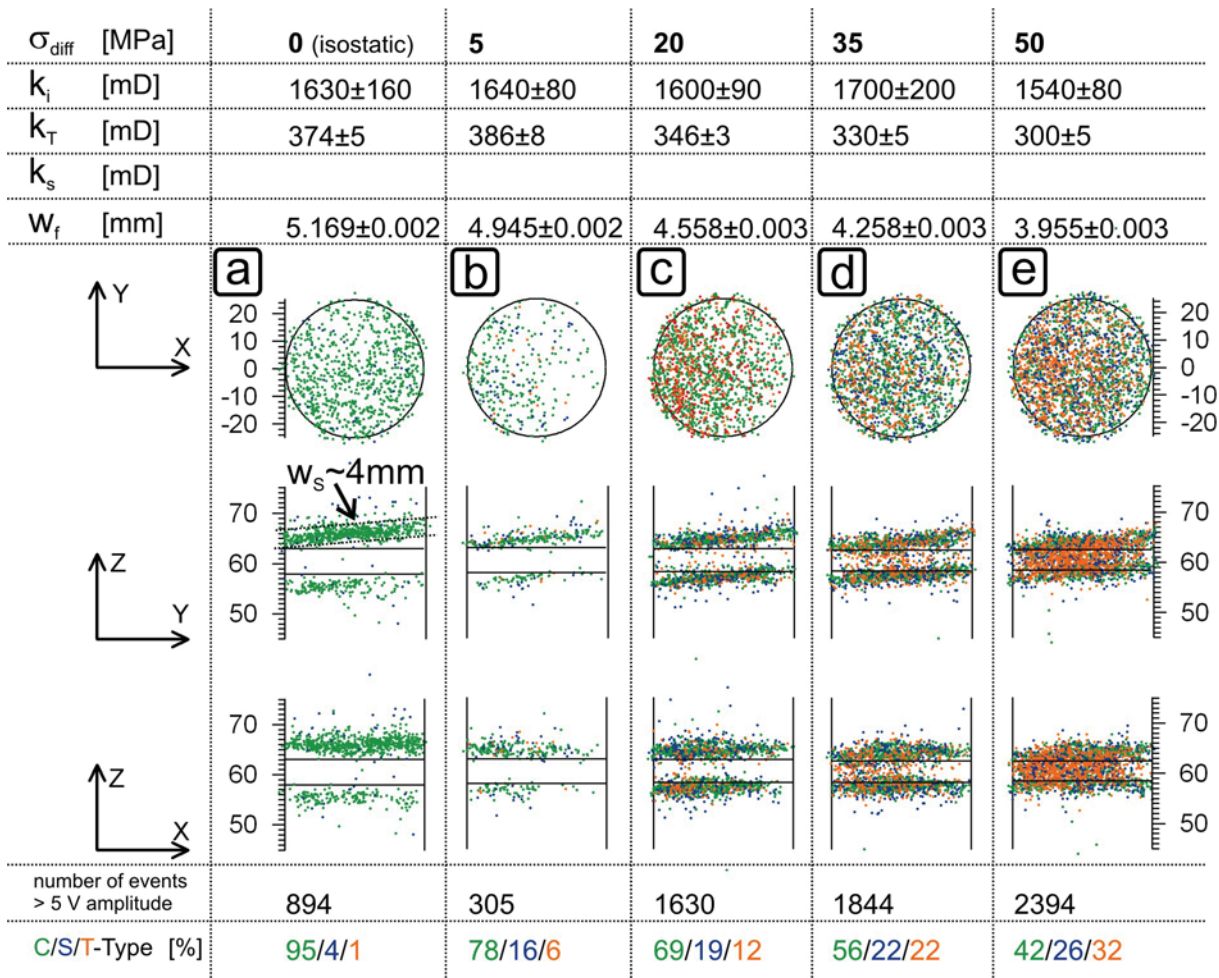 σdiff [MPa] 0 (isostatic) 5 20 35 50
ki [mD] 1630±160 1640±80 1600±90 1700±200 1540±80
kT [mD] 374±5 386±8 346±3 330±5 300±5
ks [mD]
wf [mm] 5.169±0.002 4.945±0.002 4.558±0.003 4.258±0.003 3.955±0.003
a b c d e
Y
X
20
10
0
-10
-20
20
10
0
-10
-20
ws~4mm
Z
Y
70
60
50
70
60
50
Z
X
70
60
50
70
60
50
number of events
> 5 V amplitude
894 305 1630 1844 2394
C/S/T-Type [%] 95/4/1 78/16/6 69/19/12 56/22/22 42/26/32